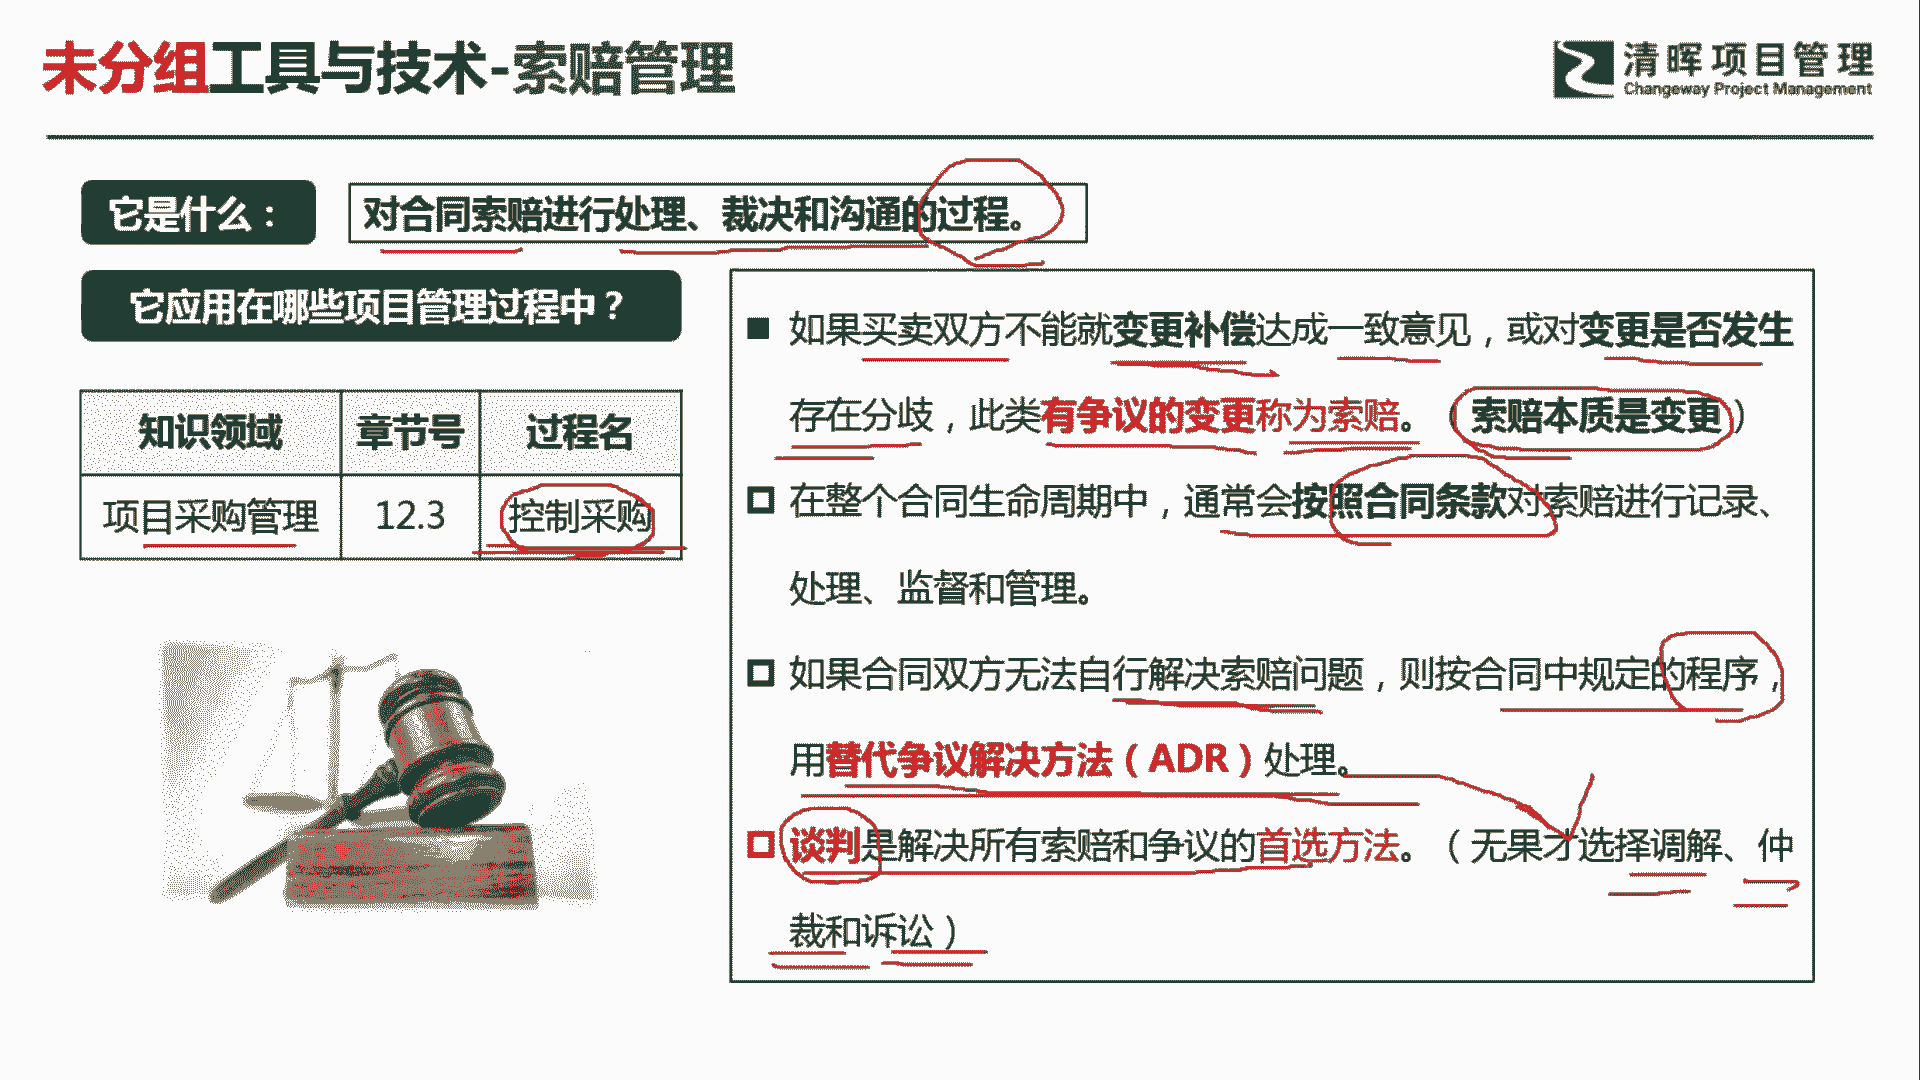 未分组工具与技术-索赔管理
清晖项目管理
Changeway Project Management
它是什么：
对合同索赔进行处理、裁决和沟通的过程。
它应用在哪些项目管理过程中？
知识领域 章节号 过程名
项目采购管理 12.3 控制采购
如果买卖双方不能就变更补偿达成一致意见，或对变更是否发生
存在分歧，此类有争议的变更称为索赔。（索赔本质是变更）
在整个合同生命周期中，通常会按照合同条款对索赔进行记录、
处理、监督和管理。
如果合同双方无法自行解决索赔问题，则按合同中规定的程序，
用替代争议解决方法（ADR）处理。
谈判是解决所有索赔和争议的首选方法。（无果才选择调解、仲
裁和诉讼）